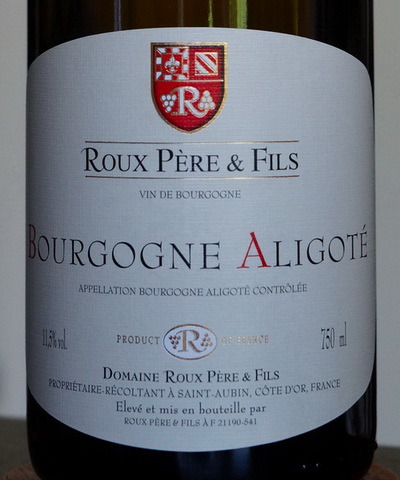 R
ROUX PÈRE & FILS
VIN DE BOURGOGNE
BOURGOGNE ALIGOTÉ
APPELLATION BOURGOGNE ALIGOTÉ CONTRÔLÉE
11,5% vol. PRODUCT R OF FRANCE 750 ml
DOMAINE ROUX PÈRE & FILS
PROPRIÉTAIRE-RÉCOLTANT À SAINT-AUBIN, CÔTE D'OR, FRANCE
Elevé et mis en bouteille par
ROUX PÈRE & FILS À F 21190-541